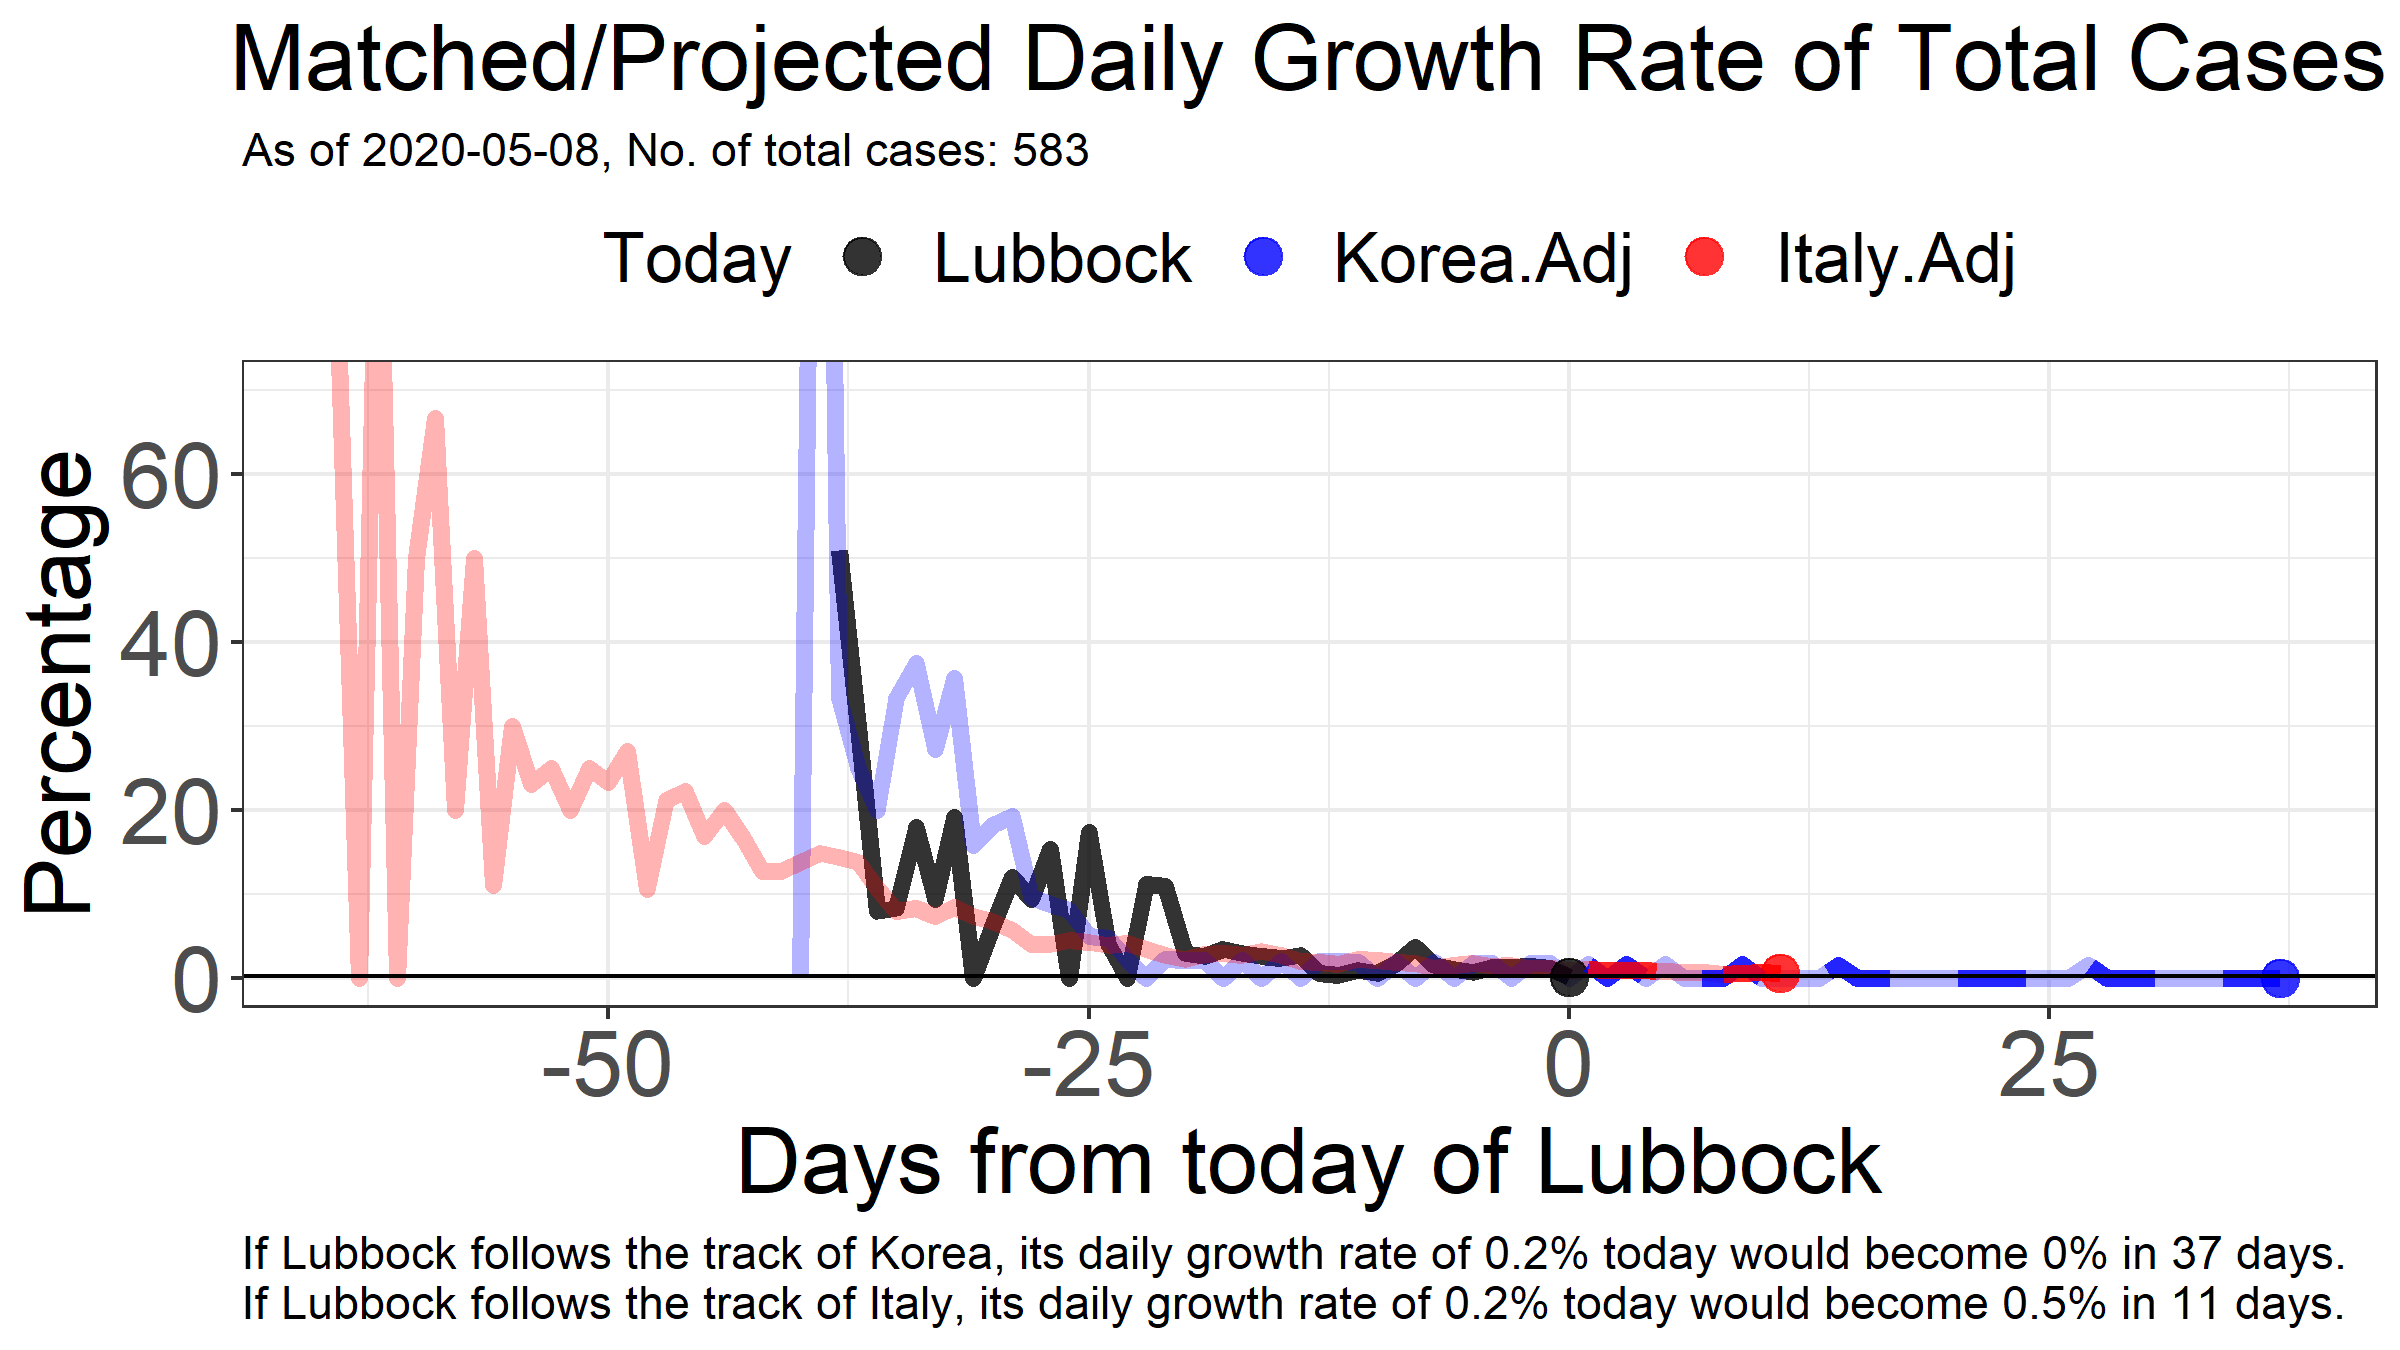 Matched/Projected Daily Growth Rate of Total Cases
As of 2020-05-08, No. of total cases: 583
Today Lubbock Korea.Adj Italy.Adj
Percentage
60
40
20
0
-50 -25 0 25
Days from today of Lubbock
If Lubbock follows the track of Korea, its daily growth rate of 0.2% today would become 0% in 37 days.
If Lubbock follows the track of Italy, its daily growth rate of 0.2% today would become 0.5% in 11 days.